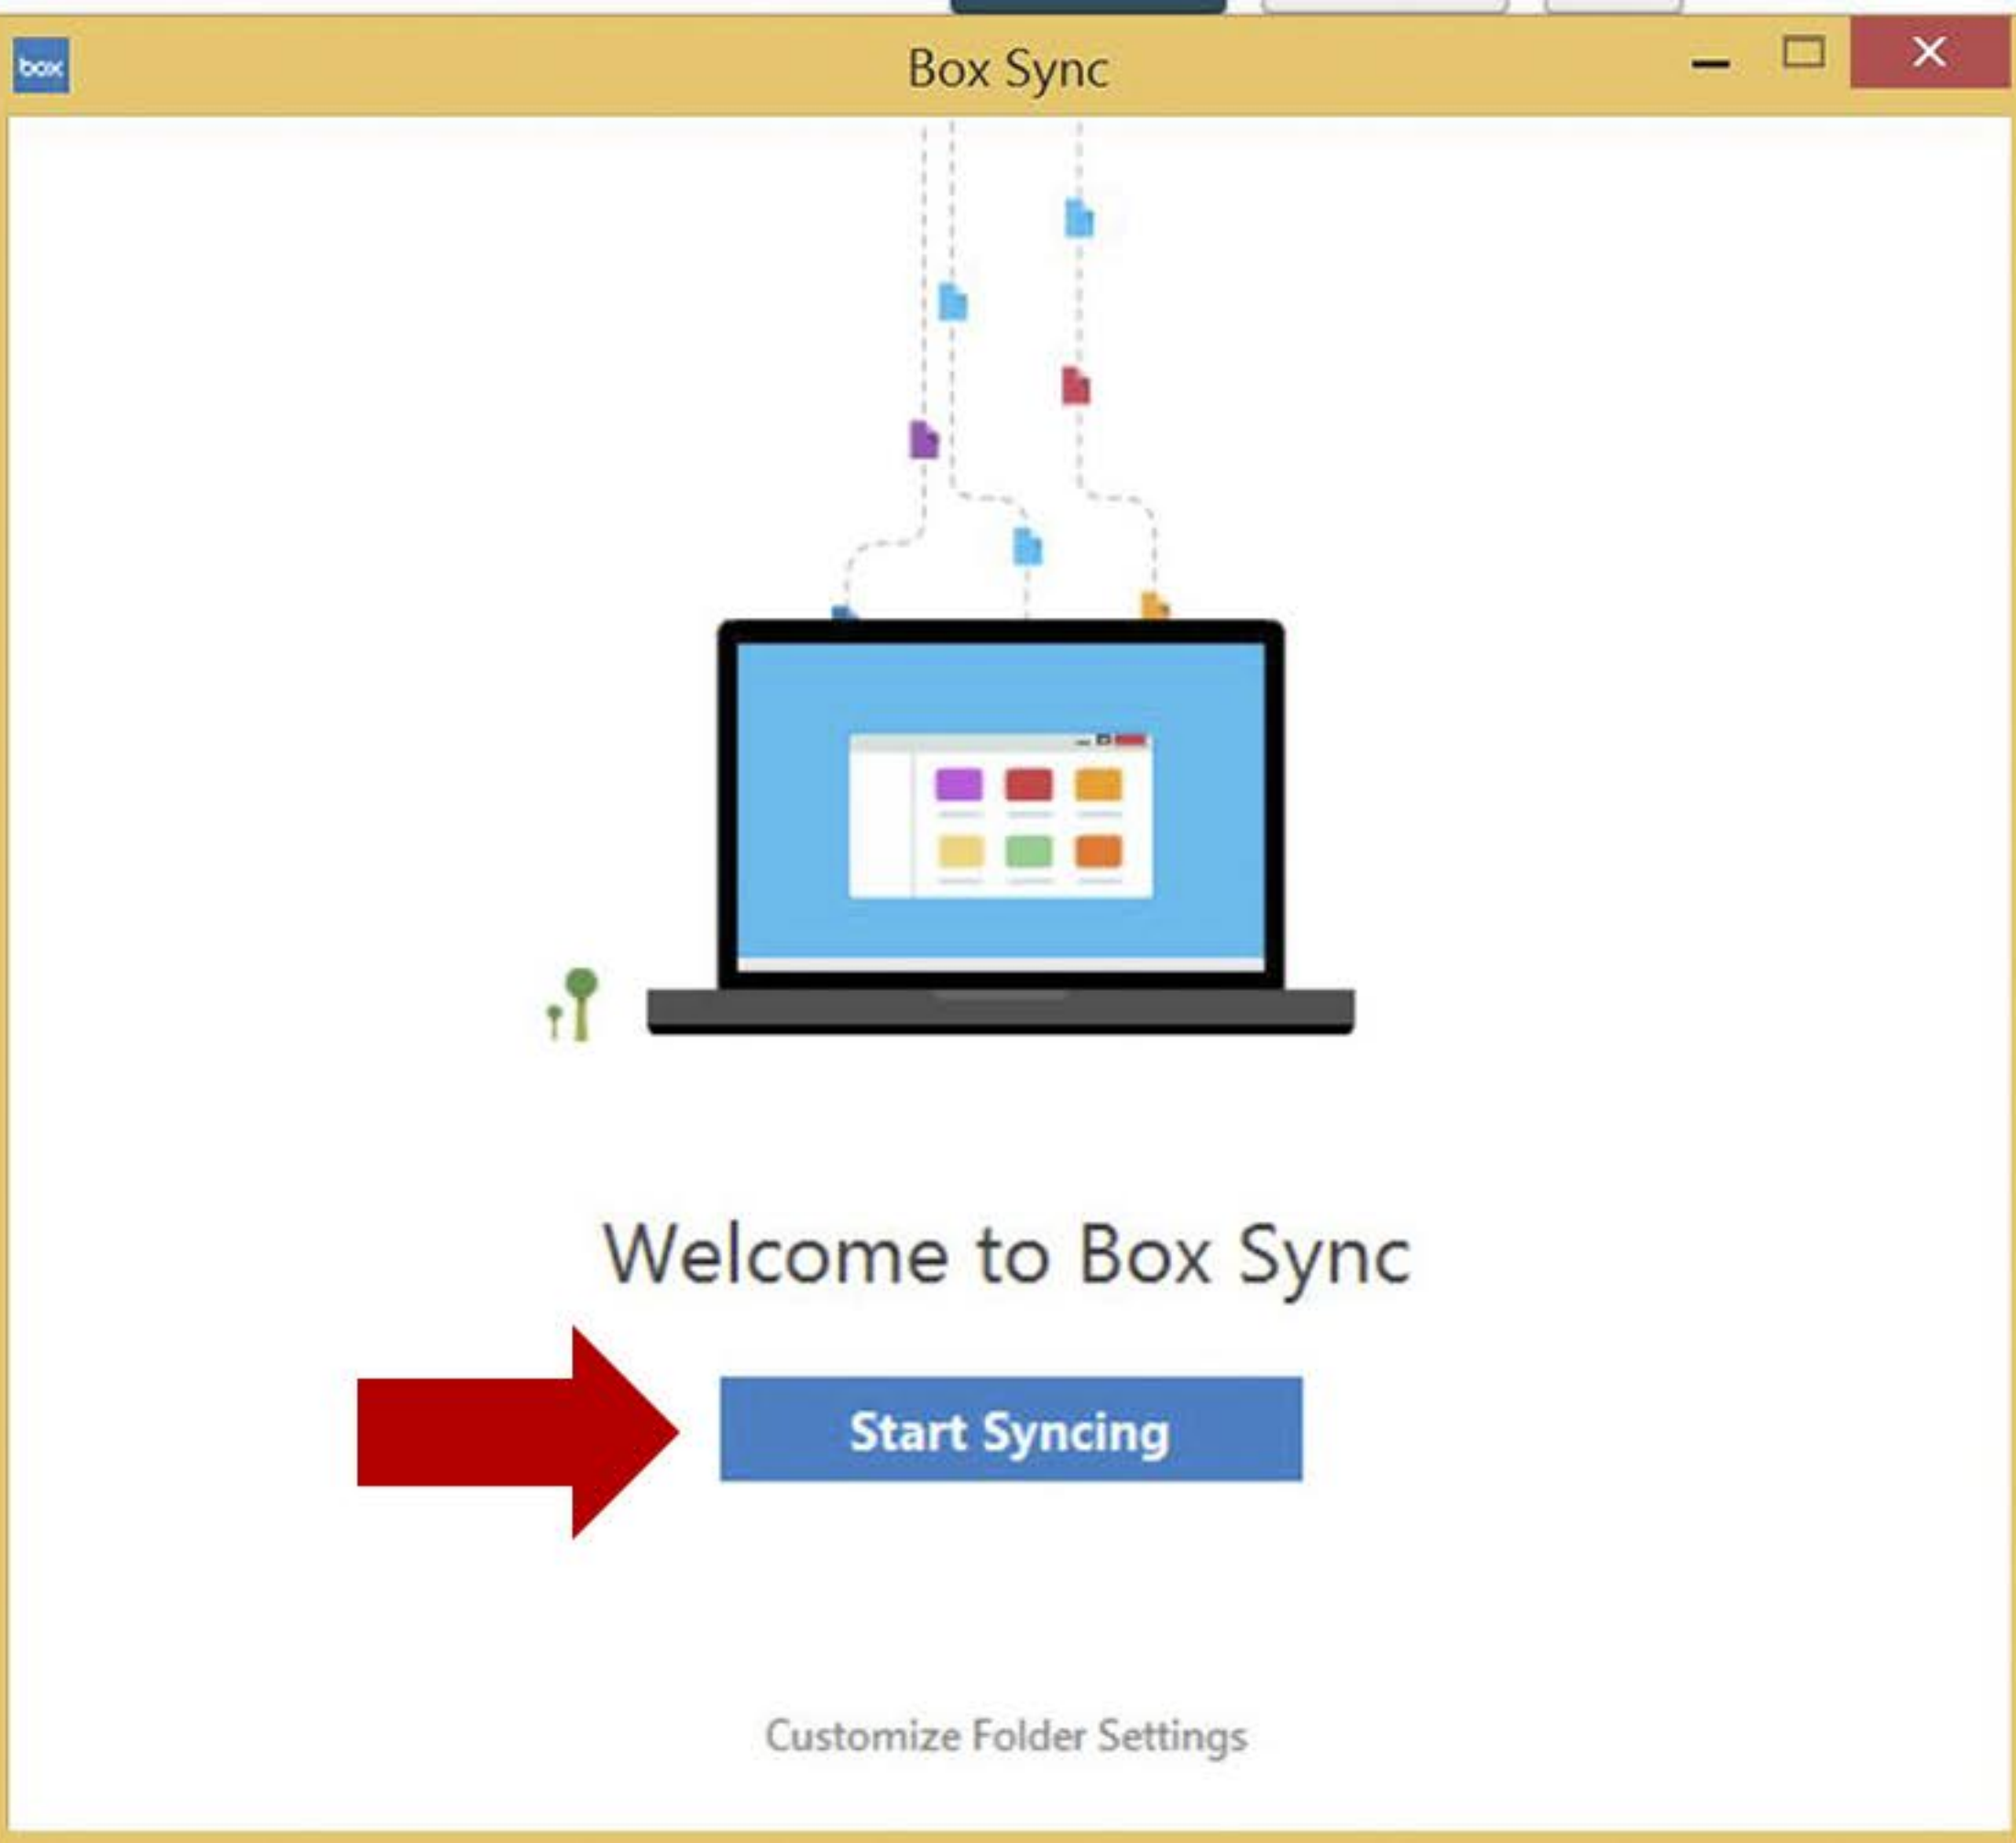 box
Box Sync
Welcome to Box Sync
Start Syncing
Customize Folder Settings